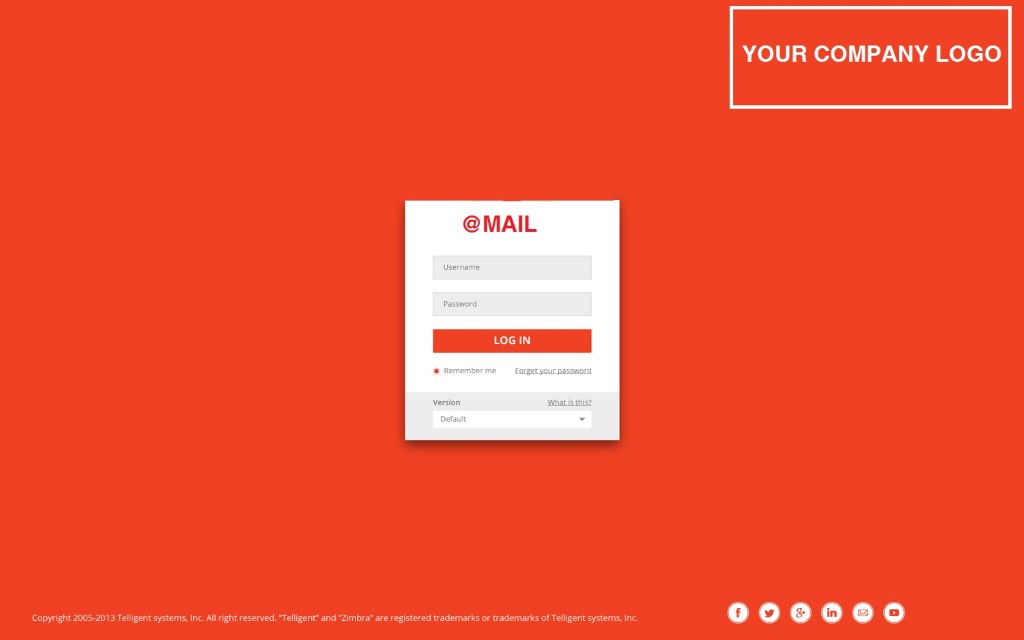 YOUR COMPANY LOGO
@MAIL
Username
Password
LOG IN
Remember me Forget your password
Version What is this?
Default
Copyright 2005-2013 Telligent systems, Inc. All right reserved. "Telligent" and "Zimbra" are registered trademarks or trademarks of Telligent systems, Inc.